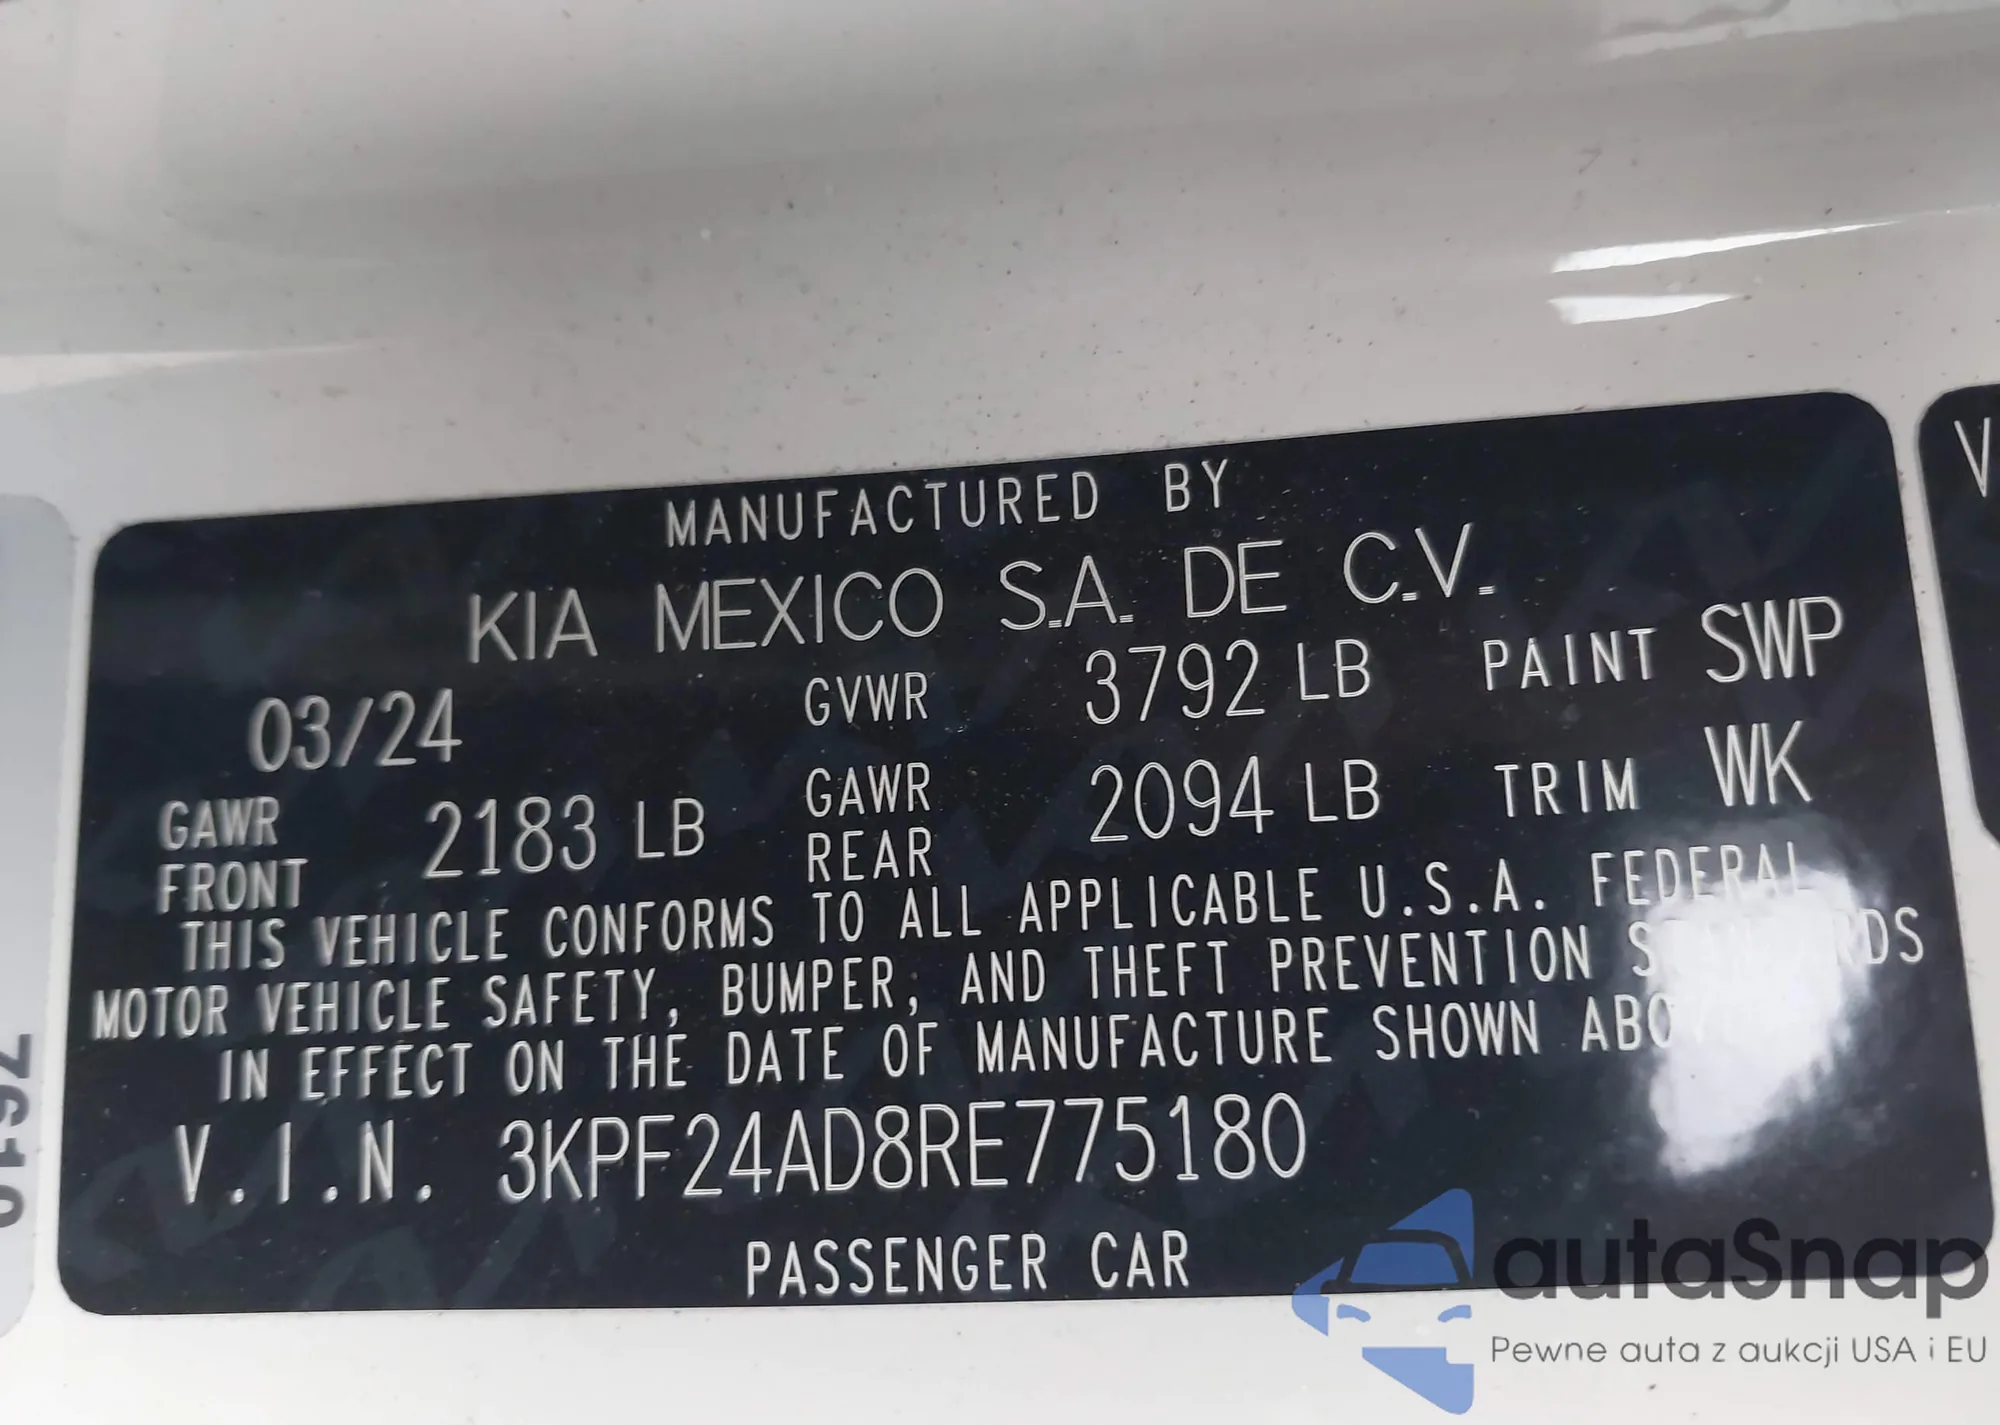 MANUFACTURED BY
KIA MEXICO S.A. DE C.V.
03/24 GVWR 3792 LB PAINT SWP
GAWR FRONT 2183 LB GAWR REAR 2094 LB TRIM WK
THIS VEHICLE CONFORMS TO ALL APPLICABLE U.S.A. FEDERAL
MOTOR VEHICLE SAFETY, BUMPER, AND THEFT PREVENTION STANDARDS
IN EFFECT ON THE DATE OF MANUFACTURE SHOWN ABOVE
V.I.N. 3KPF24AD8RE775180
PASSENGER CAR
V
autaSnap
Pewne auta z aukcji USA i EU